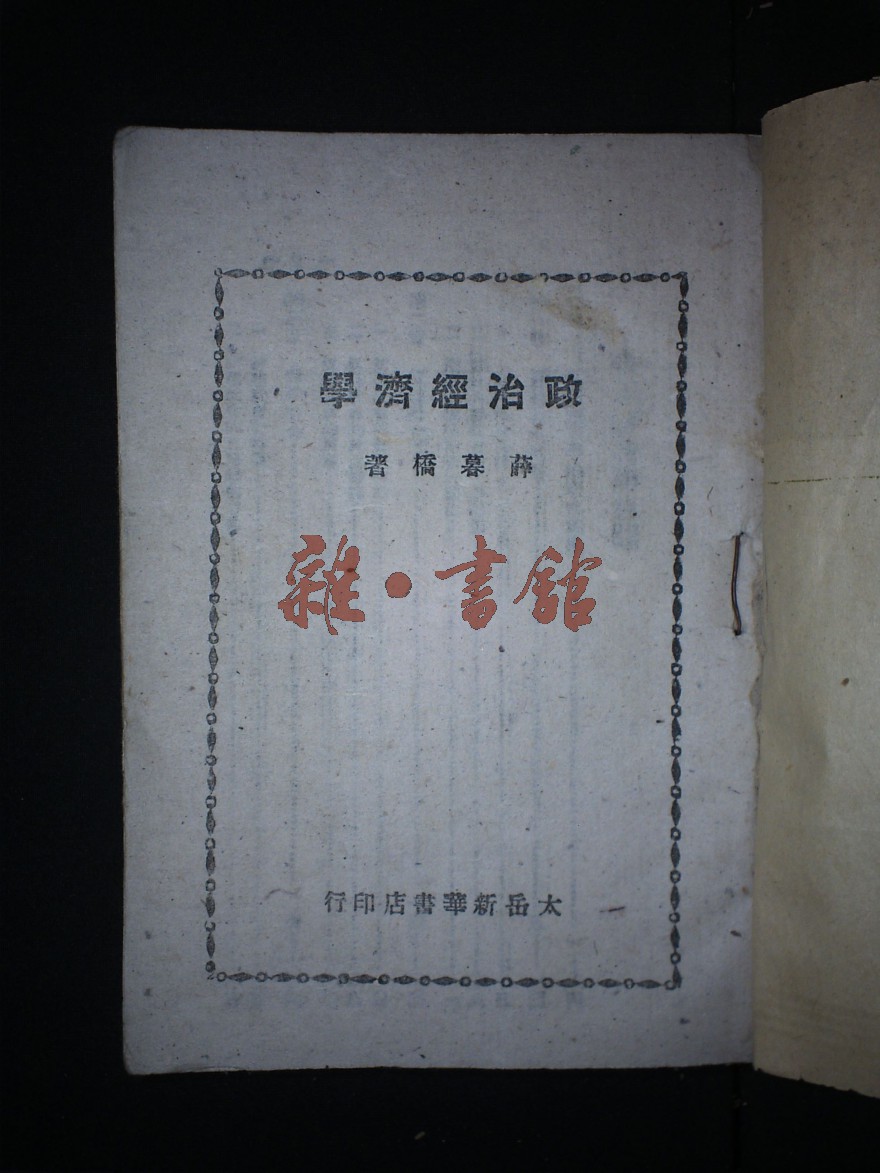 政治經濟學
薛暮橋著
雜·書館
太岳新華書店印行